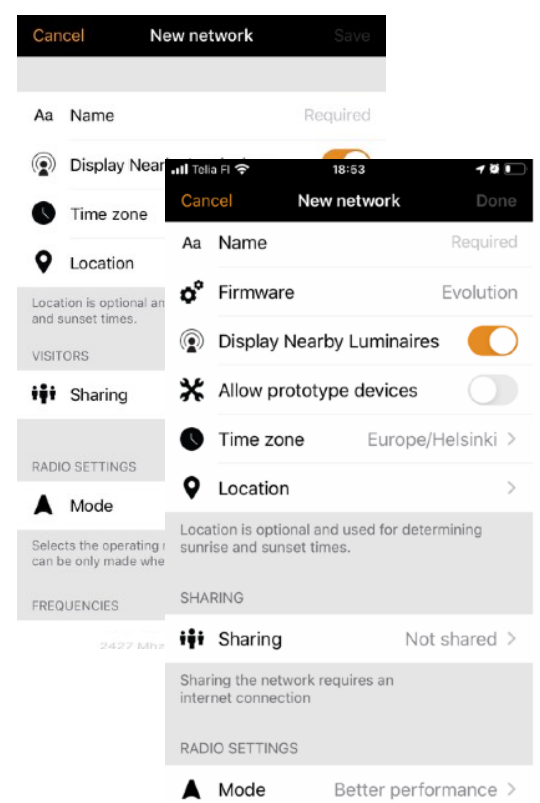 Cancel New network Save
Aa Name Required
Display Near
Time zone
Location
Location is optional an
and sunset times.
VISITORS
Sharing
RADIO SETTINGS
Mode
Selects the operating
can be only made whe
FREQUENCIES
2427 Mhz
Telia FI 18:53
Cancel New network Done
Aa Name Required
Firmware Evolution
Display Nearby Luminaires
Allow prototype devices
Time zone Europe/Helsinki >
Location >
Location is optional and used for determining
sunrise and sunset times.
SHARING
Sharing Not shared >
Sharing the network requires an
internet connection
RADIO SETTINGS
Mode Better performance >